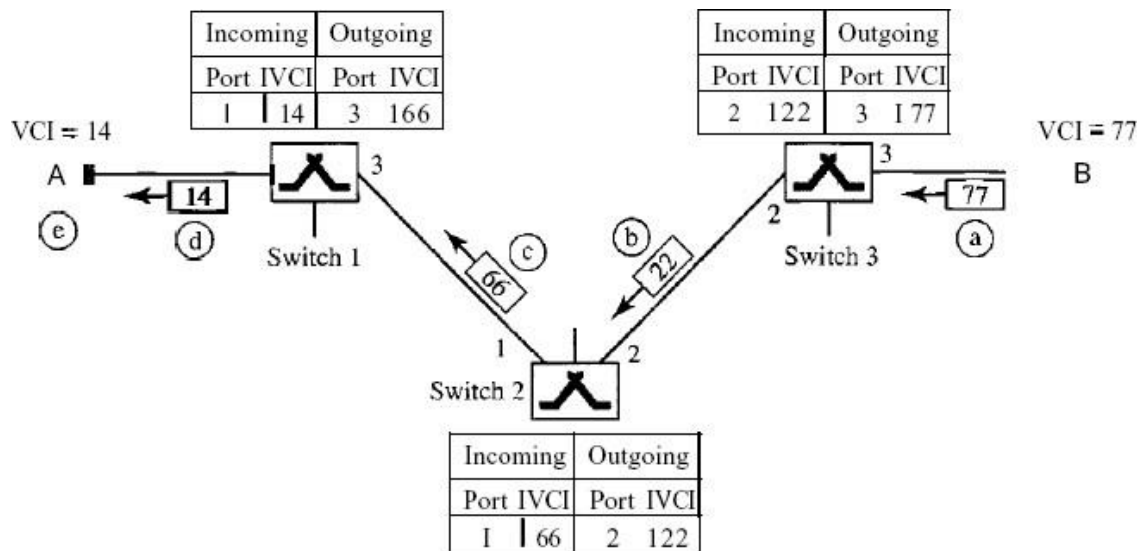 Incoming Outgoing
Port IVCI Port IVCI
I 14 3 166
Incoming Outgoing
Port IVCI Port IVCI
2 122 3 I 77
VCI = 14
VCI = 77
A
3
3
B
14
77
2
e
d
Switch 1
c
b
Switch 3
a
66
22
1
2
Switch 2
Incoming Outgoing
Port IVCI Port IVCI
I 66 2 122